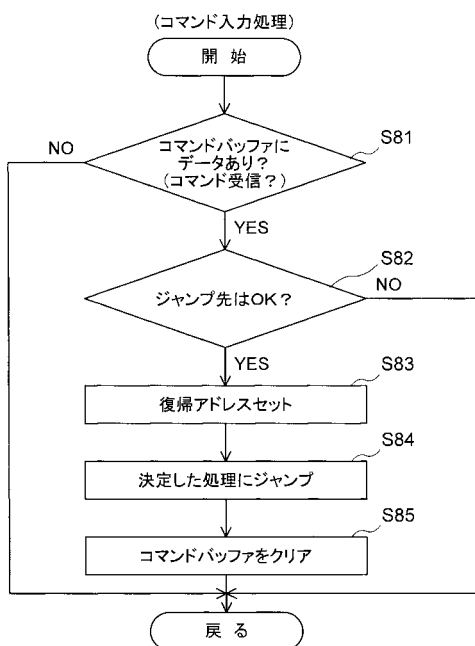 (コマンド入力処理)
開 始
S81
NO
コマンドバッファに
データあり?
(コマンド受信?)
YES
S82
NO
ジャンプ先はOK?
YES
S83
復帰アドレスセット
S84
決定した処理にジャンプ
S85
コマンドバッファをクリア
戻 る